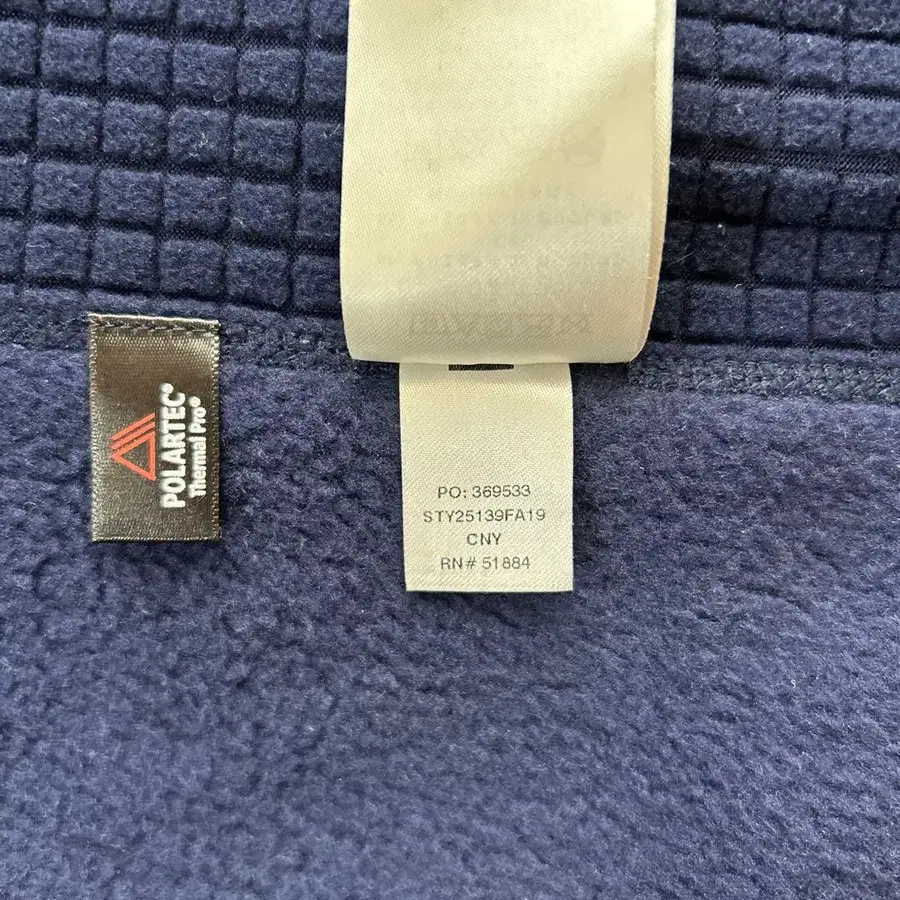 POLARTEC®
Thermal Pro®
PO: 369533
STY25139FA19
CNY
RN# 51884